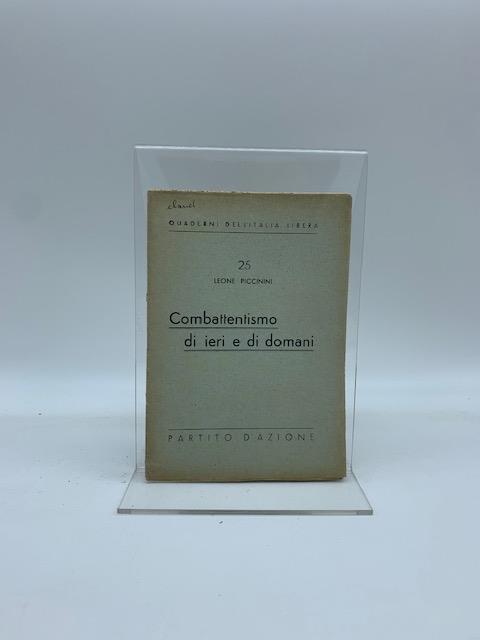 QUADERNI DELL'ITALIA LIBERA
25
LEONE PICCININI
Combattentismo
di ieri e di domani
PARTITO D'AZIONE